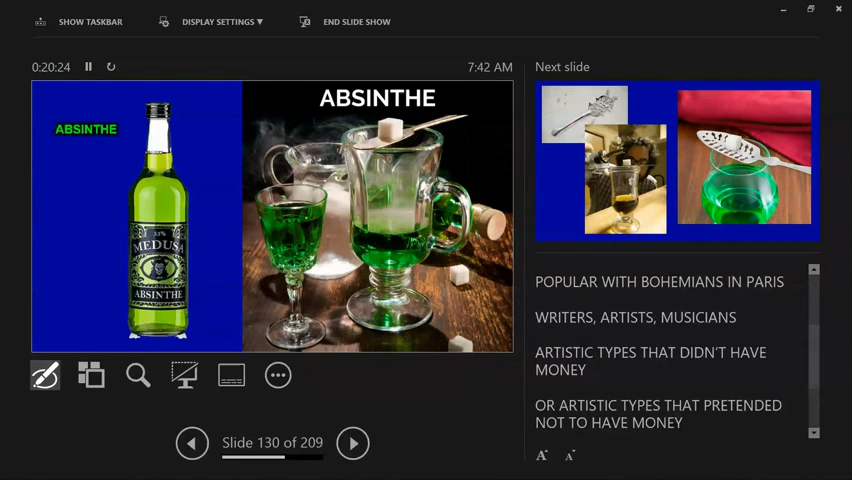 SHOW TASKBAR
DISPLAY SETTINGS ▼
END SLIDE SHOW
0:20:24
7:42 AM
Next slide
ABSINTHE
ABSINTHE
55%
MEDUSA
ABSINTHE
POPULAR WITH BOHEMIANS IN PARIS
WRITERS, ARTISTS, MUSICIANS
ARTISTIC TYPES THAT DIDN'T HAVE
MONEY
OR ARTISTIC TYPES THAT PRETENDED
NOT TO HAVE MONEY
Slide 130 of 209
A
A